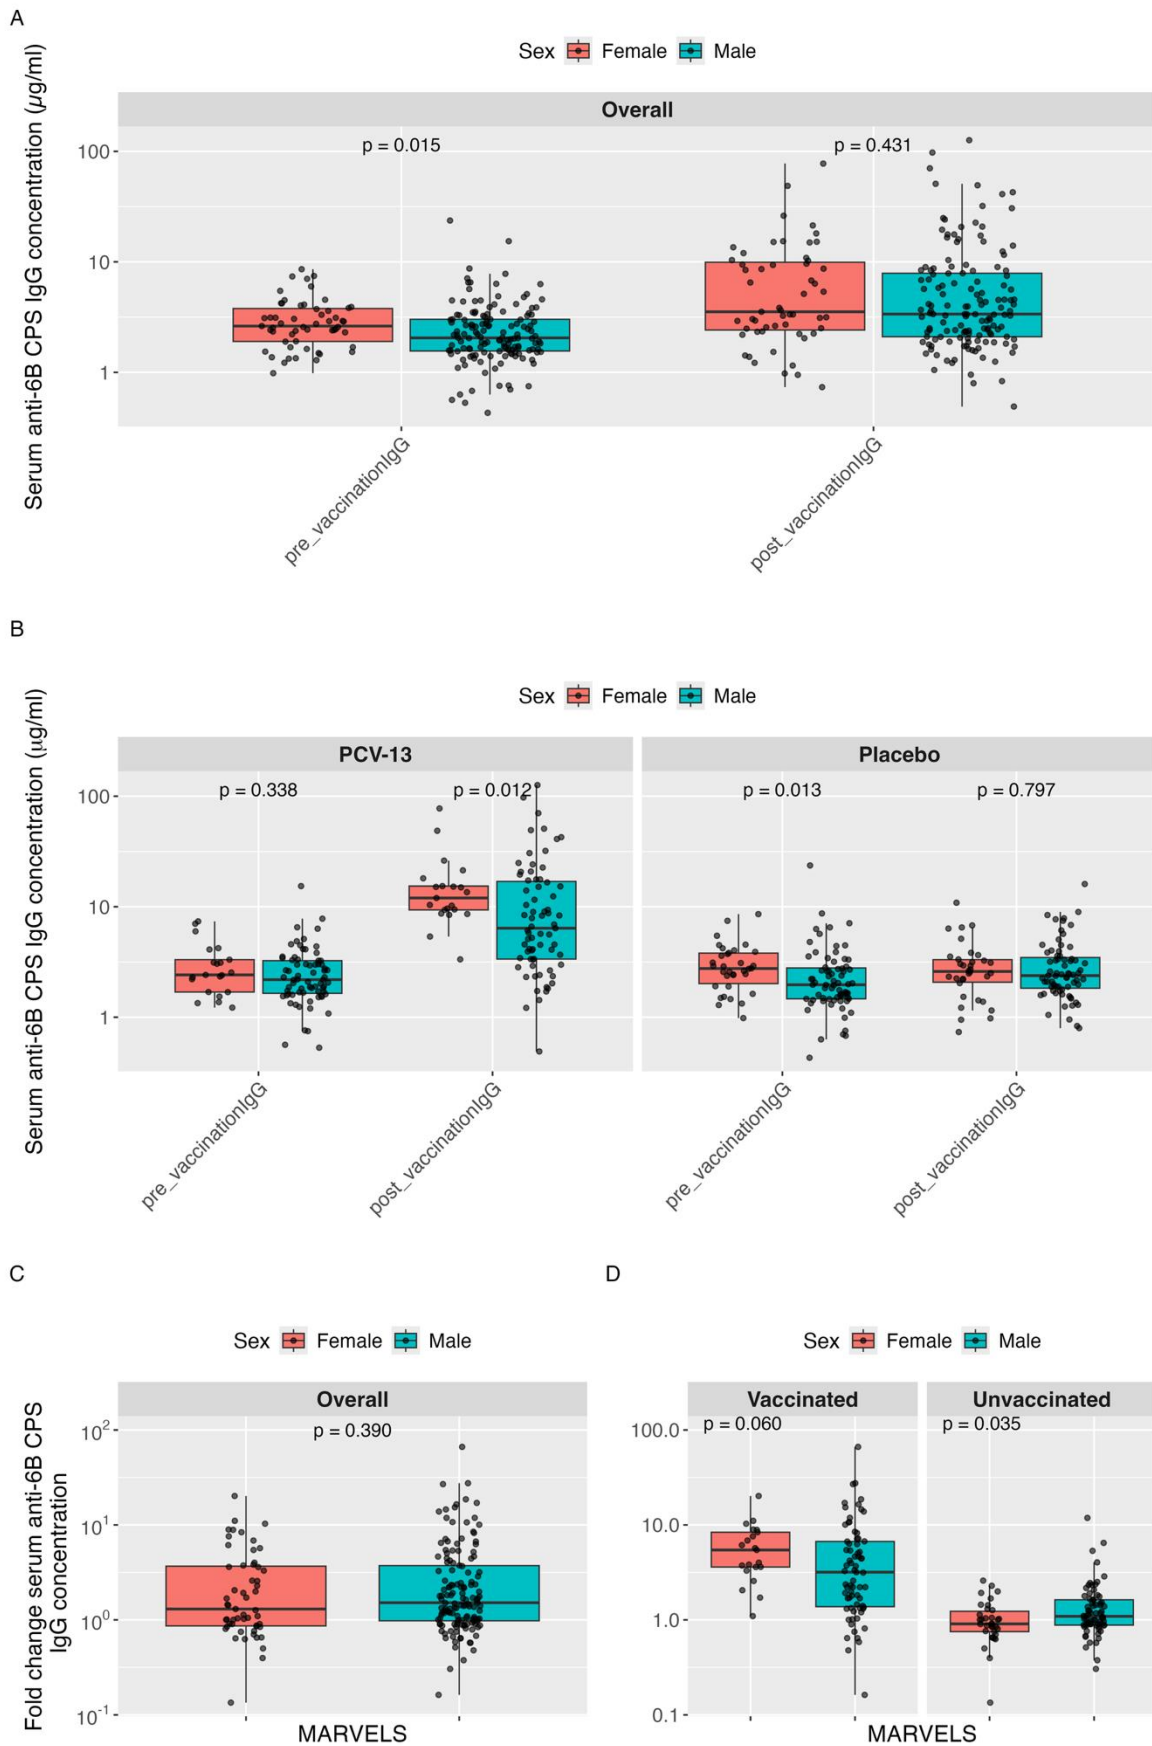 A
Sex Female Male
Overall
p = 0.015
p = 0.431
Serum anti-6B CPS IgG concentration (µg/ml)
100
10
1
pre_vaccinationIgG
post_vaccinationIgG
B
Sex Female Male
PCV-13
Placebo
p = 0.338
p = 0.012
p = 0.013
p = 0.797
Serum anti-6B CPS IgG concentration (µg/ml)
100
10
1
pre_vaccinationIgG
post_vaccinationIgG
pre_vaccinationIgG
post_vaccinationIgG
C
Sex Female Male
Overall
p = 0.390
Fold change serum anti-6B CPS
IgG concentration
10²
10¹
10⁰
10⁻¹
MARVELS
D
Sex Female Male
Vaccinated
Unvaccinated
p = 0.060
p = 0.035
100.0
10.0
1.0
0.1
MARVELS